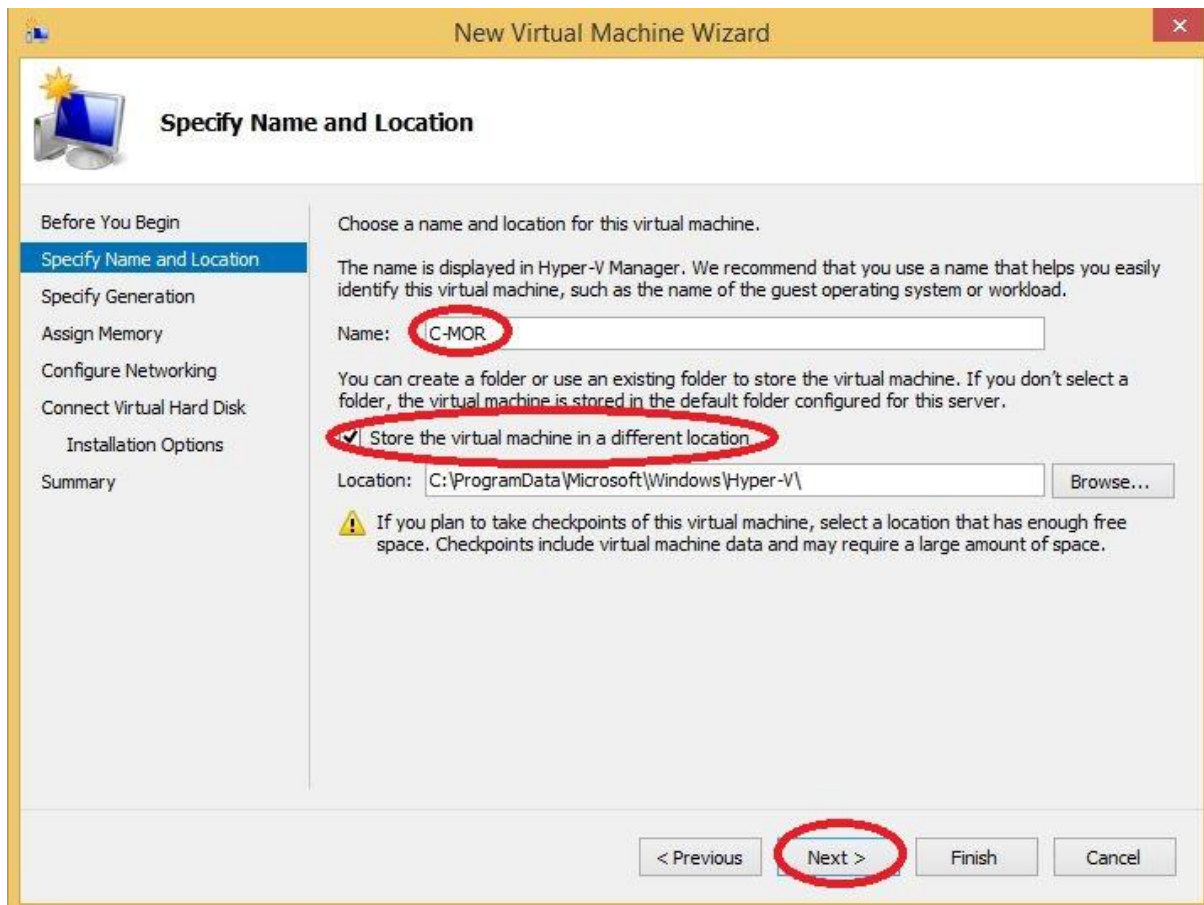 New Virtual Machine Wizard
Specify Name and Location
Before You Begin
Specify Name and Location
Specify Generation
Assign Memory
Configure Networking
Connect Virtual Hard Disk
Installation Options
Summary
Choose a name and location for this virtual machine.
The name is displayed in Hyper-V Manager. We recommend that you use a name that helps you easily
identify this virtual machine, such as the name of the guest operating system or workload.
Name: C-MOR
You can create a folder or use an existing folder to store the virtual machine. If you don't select a
folder, the virtual machine is stored in the default folder configured for this server.
Store the virtual machine in a different location
Location: C:\ProgramData\Microsoft\Windows\Hyper-V\ Browse...
If you plan to take checkpoints of this virtual machine, select a location that has enough free
space. Checkpoints include virtual machine data and may require a large amount of space.
< Previous Next > Finish Cancel